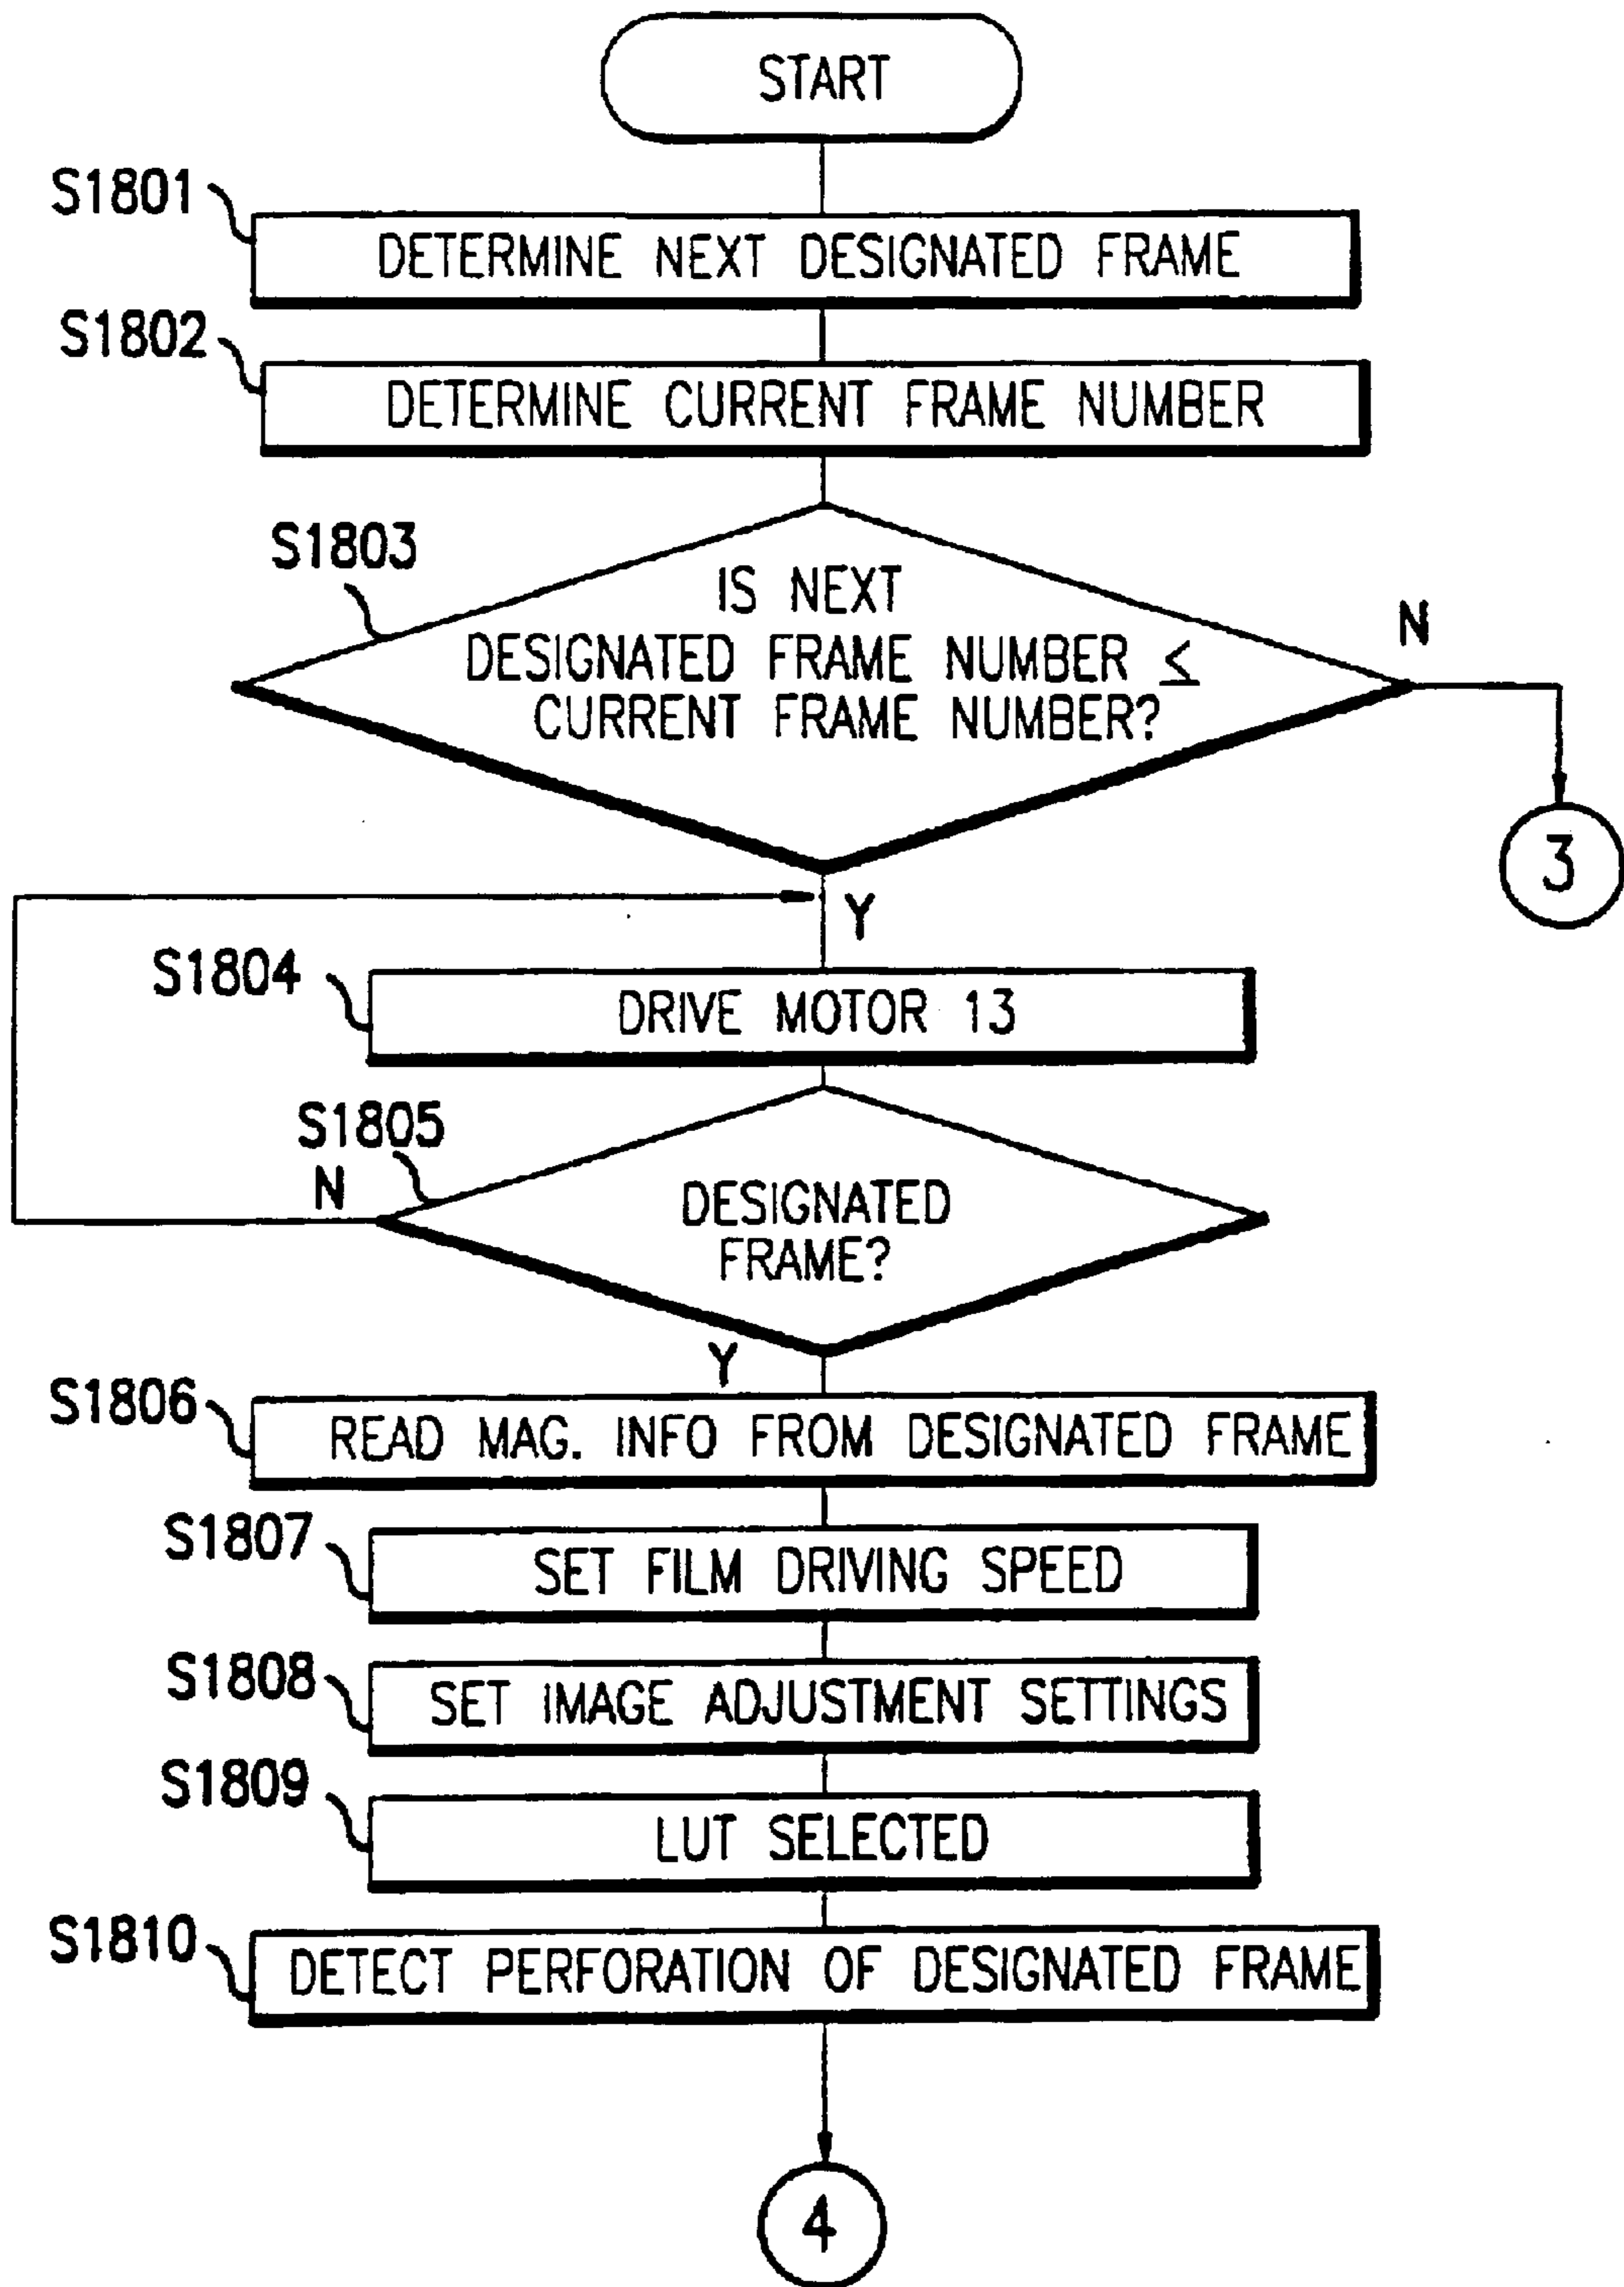 START
S1801
DETERMINE NEXT DESIGNATED FRAME
S1802
DETERMINE CURRENT FRAME NUMBER
S1803
IS NEXT
DESIGNATED FRAME NUMBER ≤
CURRENT FRAME NUMBER?
N
3
Y
S1804
DRIVE MOTOR 13
S1805
N
DESIGNATED
FRAME?
Y
S1806
READ MAG. INFO FROM DESIGNATED FRAME
S1807
SET FILM DRIVING SPEED
S1808
SET IMAGE ADJUSTMENT SETTINGS
S1809
LUT SELECTED
S1810
DETECT PERFORATION OF DESIGNATED FRAME
4